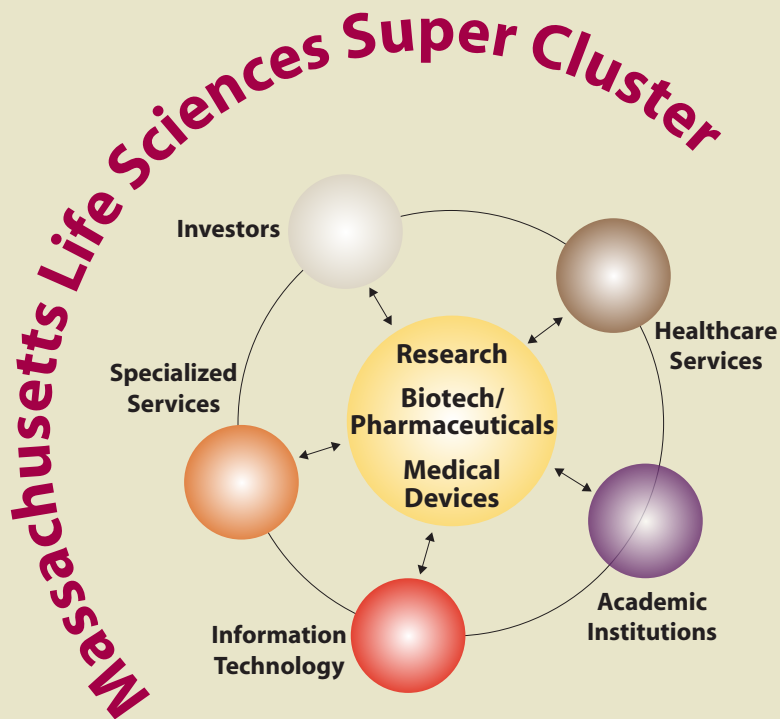 Massachusetts Life Sciences Super Cluster
Investors
Healthcare
Services
Research
Biotech/
Pharmaceuticals
Medical
Devices
Specialized
Services
Academic
Institutions
Information
Technology